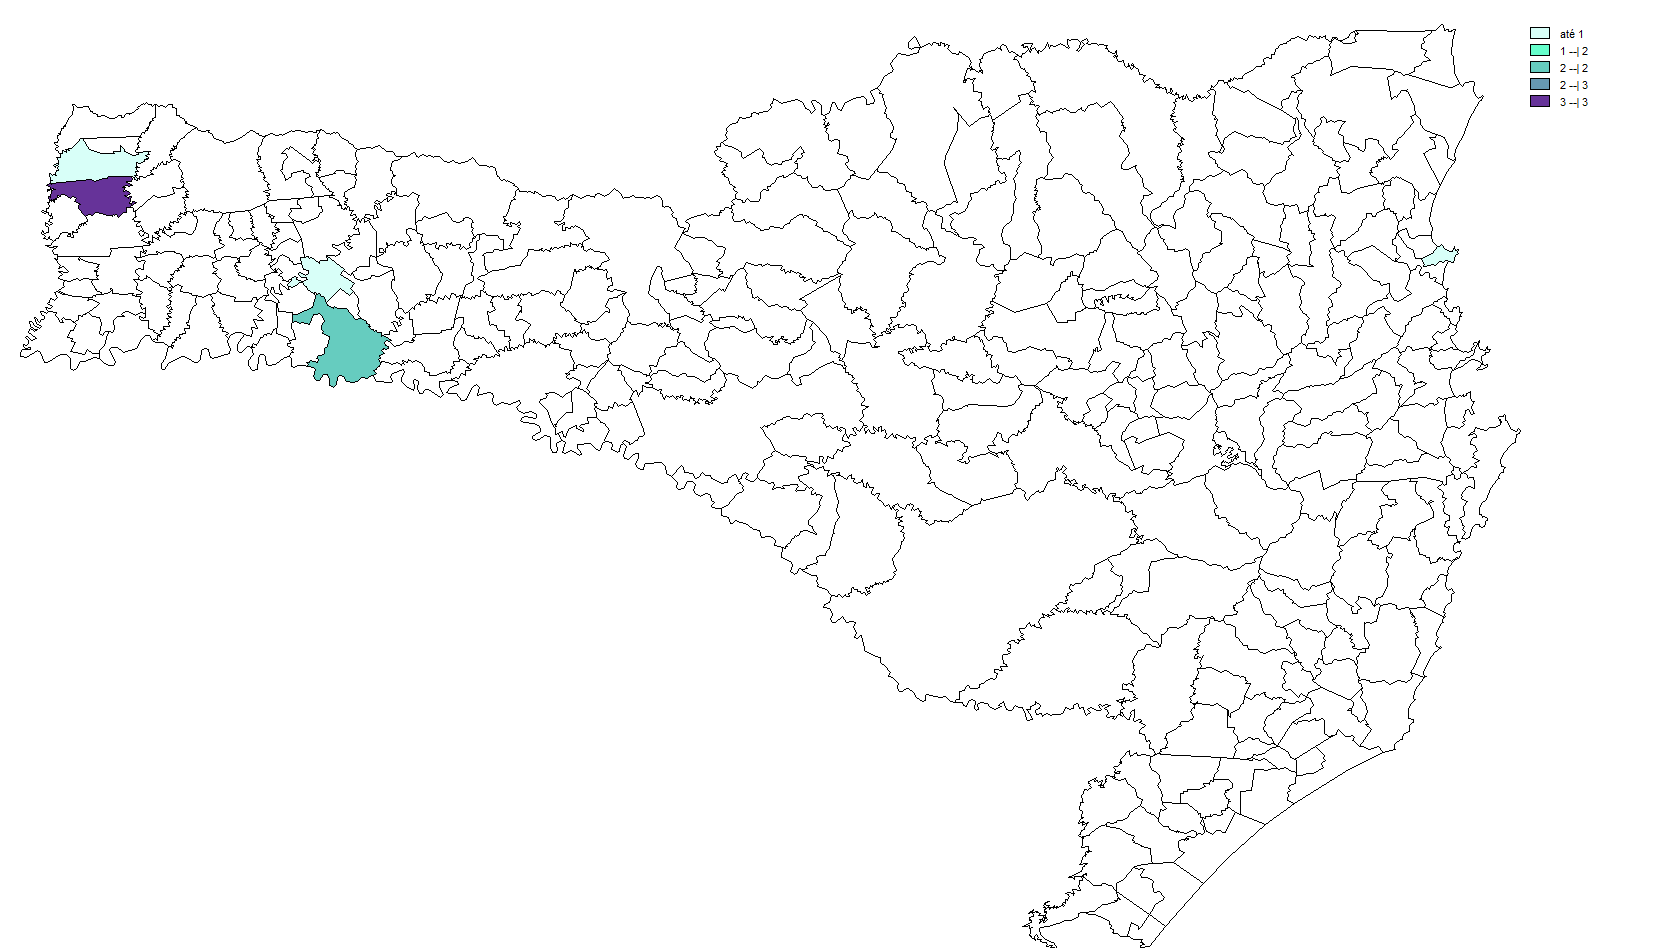 até 1
1 --| 2
2 --| 2
2 --| 3
3 --| 3